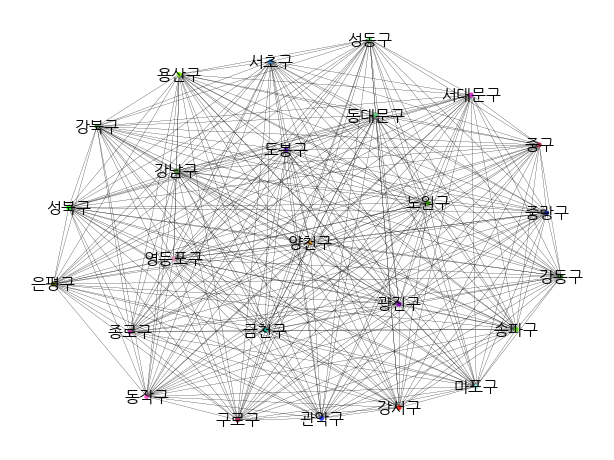 성동구
서초구
용산구
서대문구
동대문구
강북구
중구
도봉구
강남구
노원구
성북구
중랑구
양천구
영등포구
강동구
은평구
광진구
종로구
금천구
송파구
마포구
동작구
강서구
구로구
관악구